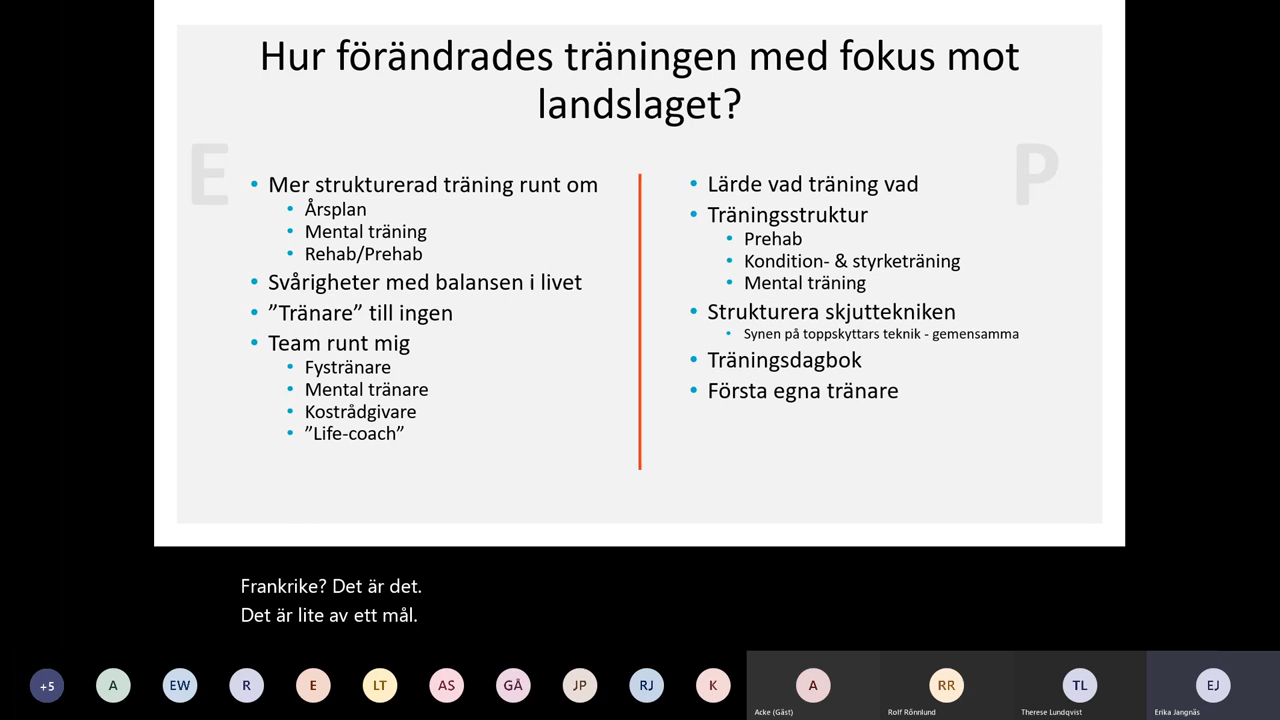 Hur förändrades träningen med fokus mot
landslaget?
E
Mer strukturerad träning runt om
Årsplan
Mental träning
Rehab/Prehab
Svårigheter med balansen i livet
”Tränare” till ingen
Team runt mig
Fystränare
Mental tränare
Kostrådgivare
”Life-coach”
P
Lärde vad träning vad
Träningsstruktur
Prehab
Kondition- & styrketräning
Mental träning
Strukturera skjuttekniken
Synen på toppskyttars teknik - gemensamma
Träningsdagbok
Första egna tränare
Frankrike? Det är det.
Det är lite av ett mål.
+5
A
EW
R
E
LT
AS
GÅ
JP
RJ
K
A
Acke (Gäst)
RR
Rolf Rönnlund
TL
Therese Lundqvist
EJ
Erika Jangnäs